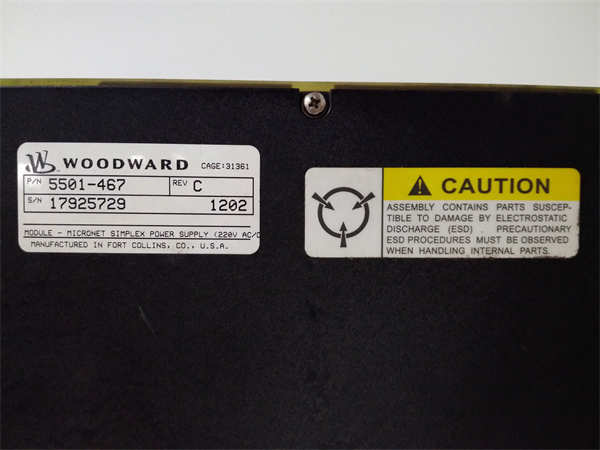 WOODWARD CAGE:31361
P/N 5501-467 REV C
S/N 17925729 1202
MODULE - MICRONET SIMPLEX POWER SUPPLY (220V AC/D
MANUFACTURED IN FORT COLLINS, CO., U.S.A.
CAUTION
ASSEMBLY CONTAINS PARTS SUSCEP-
TIBLE TO DAMAGE BY ELECTROSTATIC
DISCHARGE (ESD). PRECAUTIONARY
ESD PROCEDURES MUST BE OBSERVED
WHEN HANDLING INTERNAL PARTS.